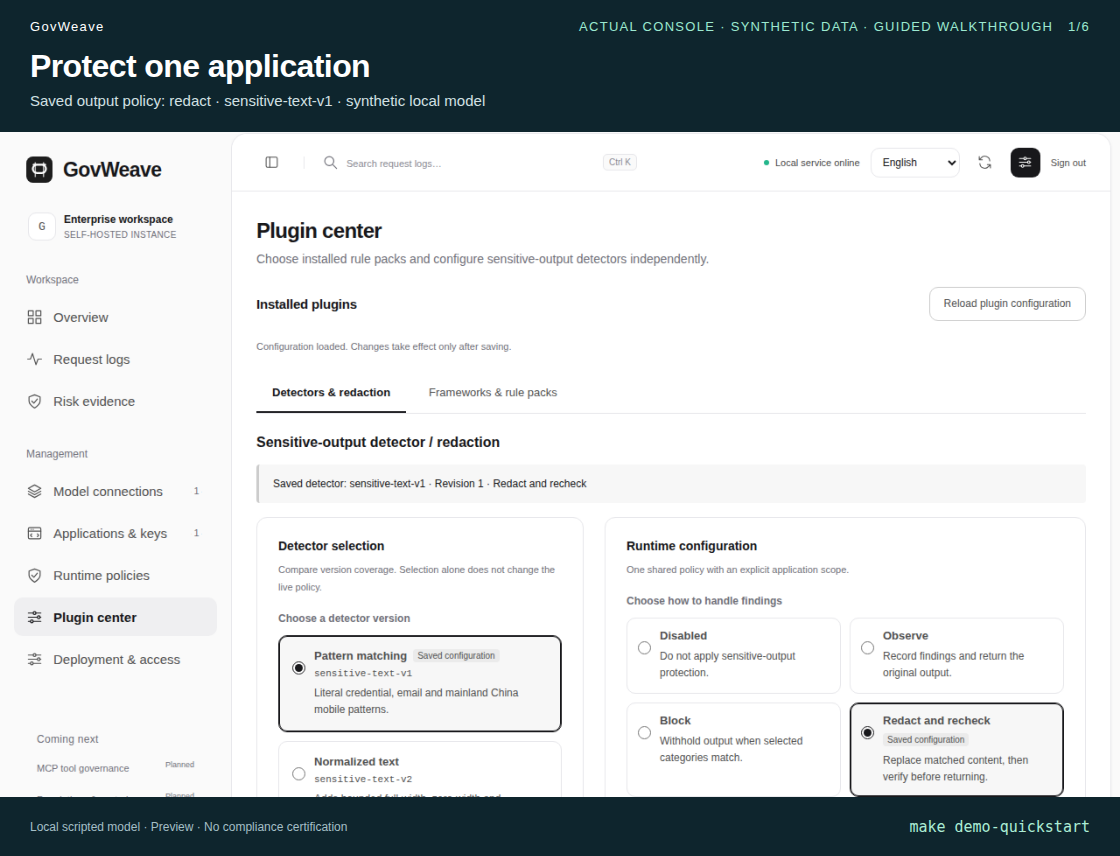 GovWeave
ACTUAL CONSOLE · SYNTHETIC DATA · GUIDED WALKTHROUGH 1/6
Protect one application
Saved output policy: redact · sensitive-text-v1 · synthetic local model
GovWeave
G
Enterprise workspace
SELF-HOSTED INSTANCE
Workspace
Overview
Request logs
Risk evidence
Management
Model connections 1
Applications & keys 1
Runtime policies
Plugin center
Deployment & access
Coming next
MCP tool governance Planned
Planned
Search request logs…
Ctrl K
Local service online
English
Sign out
Plugin center
Choose installed rule packs and configure sensitive-output detectors independently.
Installed plugins
Reload plugin configuration
Configuration loaded. Changes take effect only after saving.
Detectors & redaction
Frameworks & rule packs
Sensitive-output detector / redaction
Saved detector: sensitive-text-v1 · Revision 1 · Redact and recheck
Detector selection
Compare version coverage. Selection alone does not change the
live policy.
Choose a detector version
Pattern matching Saved configuration
sensitive-text-v1
Literal credential, email and mainland China
mobile patterns.
Normalized text
sensitive-text-v2
Runtime configuration
One shared policy with an explicit application scope.
Choose how to handle findings
Disabled
Do not apply sensitive-output
protection.
Observe
Record findings and return the
original output.
Block
Withhold output when selected
categories match.
Redact and recheck
Saved configuration
Replace matched content, then
verify before returning.
Local scripted model · Preview · No compliance certification
make demo-quickstart